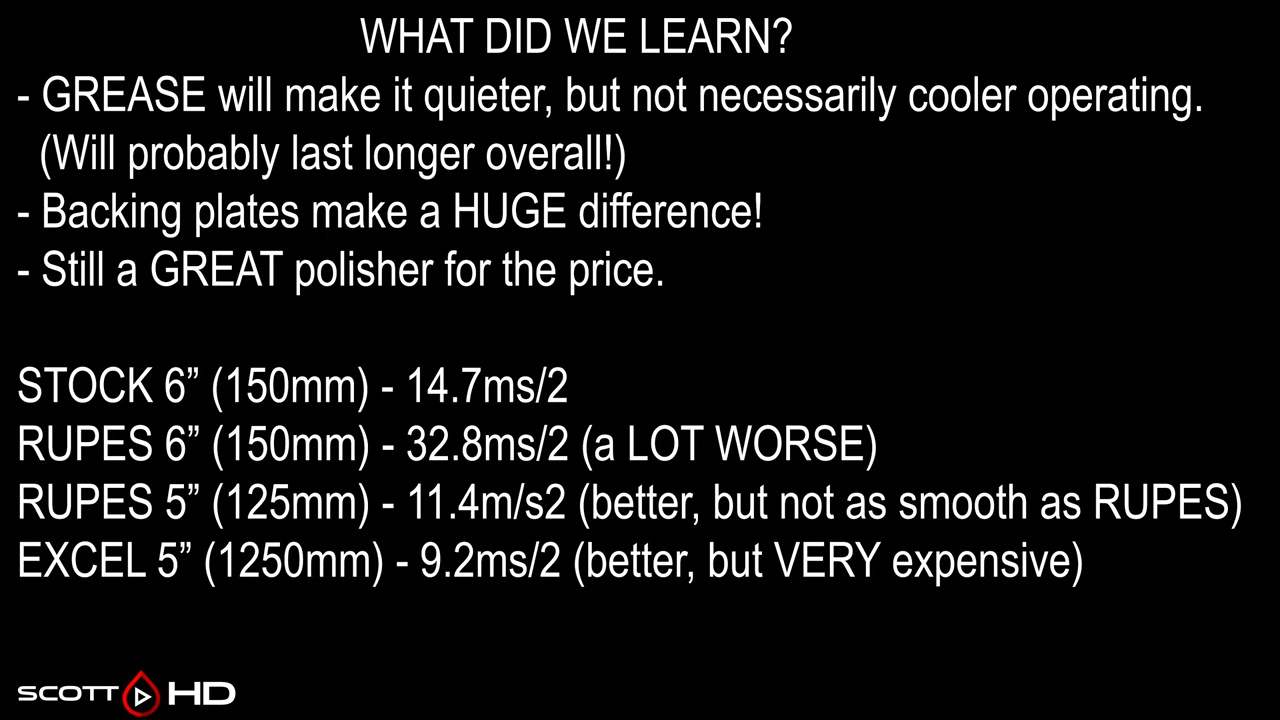 WHAT DID WE LEARN?
- GREASE will make it quieter, but not necessarily cooler operating.
(Will probably last longer overall!)
- Backing plates make a HUGE difference!
- Still a GREAT polisher for the price.
STOCK 6” (150mm) - 14.7ms/2
RUPES 6” (150mm) - 32.8ms/2 (a LOT WORSE)
RUPES 5” (125mm) - 11.4m/s2 (better, but not as smooth as RUPES)
EXCEL 5” (1250mm) - 9.2ms/2 (better, but VERY expensive)
SCOTT HD